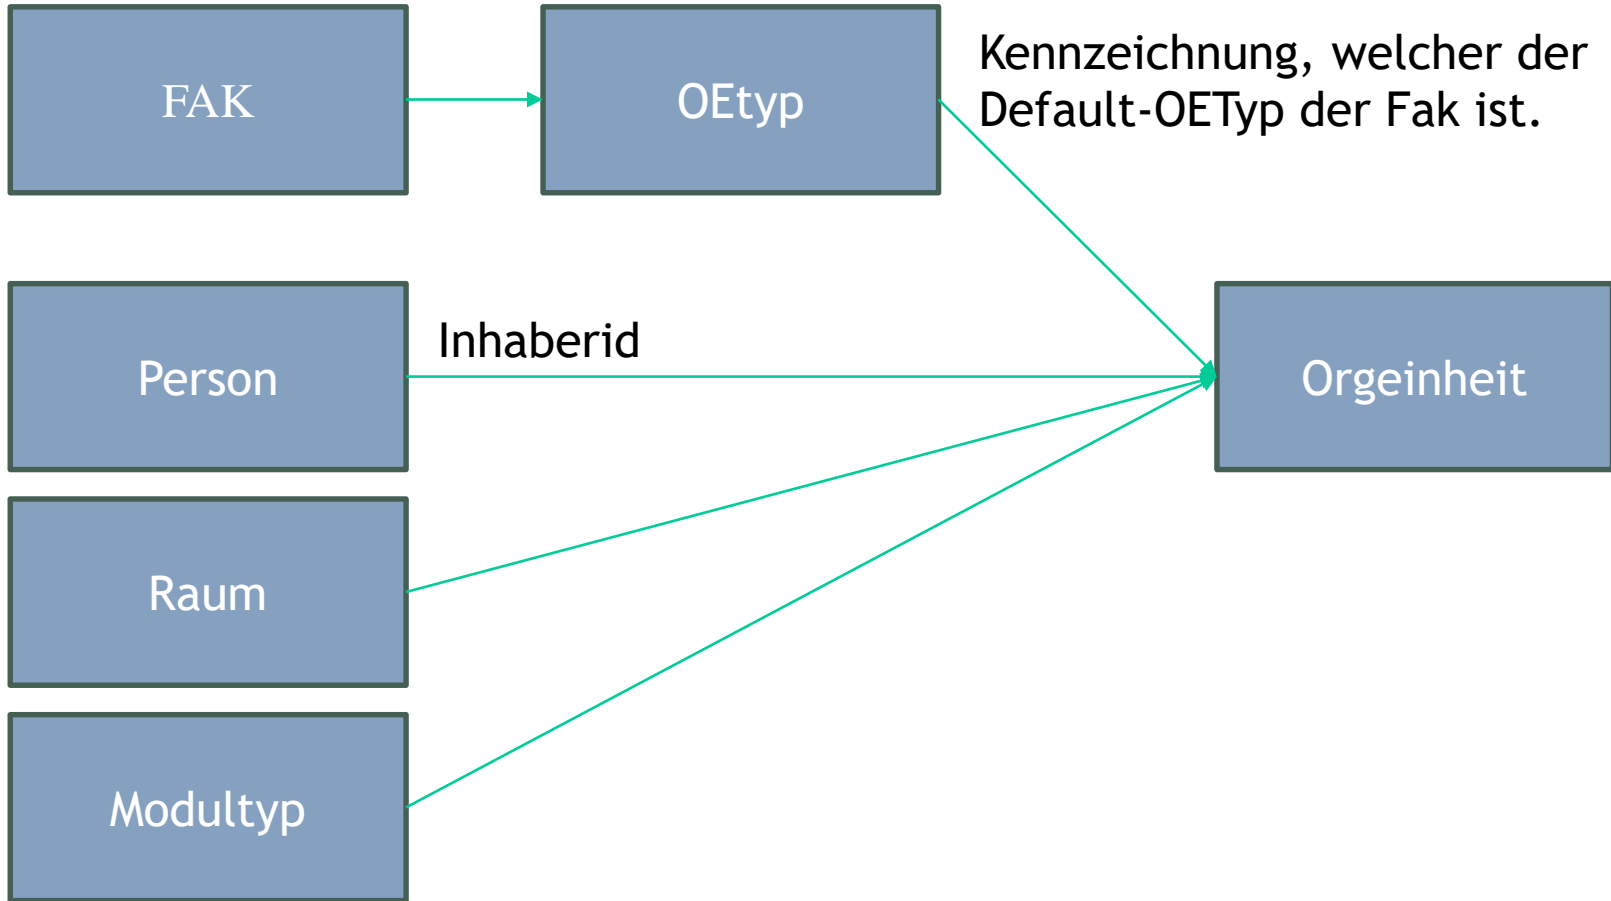 FAK
OEtyp
Kennzeichnung, welcher der
Default-OETyp der Fak ist.
Person
Inhaberid
Orgeinheit
Raum
Modultyp